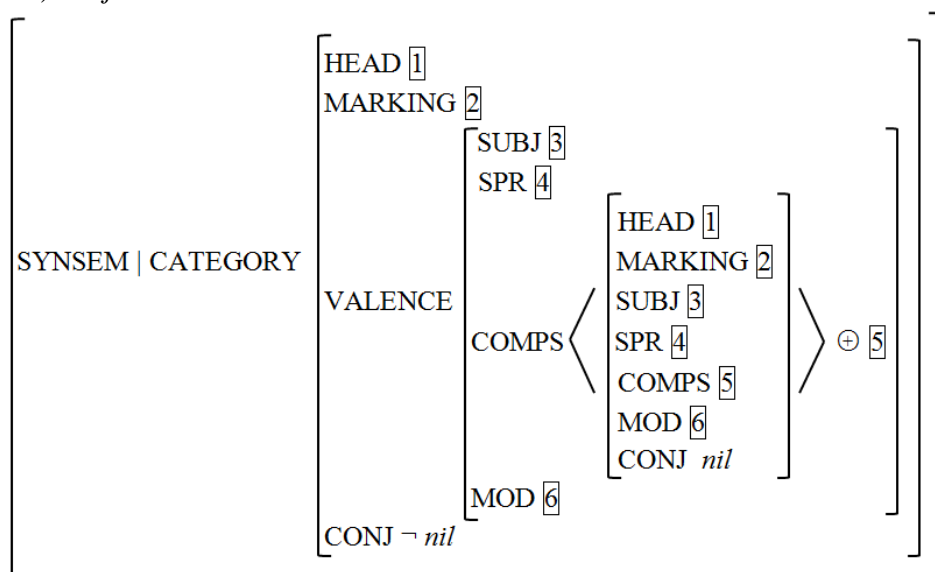 HEAD 1
MARKING 2
SUBJ 3
SPR 4
HEAD 1
MARKING 2
SYNSEM | CATEGORY
VALENCE
SUBJ 3
COMPS
SPR 4
⊕ 5
COMPS 5
MOD 6
CONJ nil
MOD 6
CONJ ¬ nil